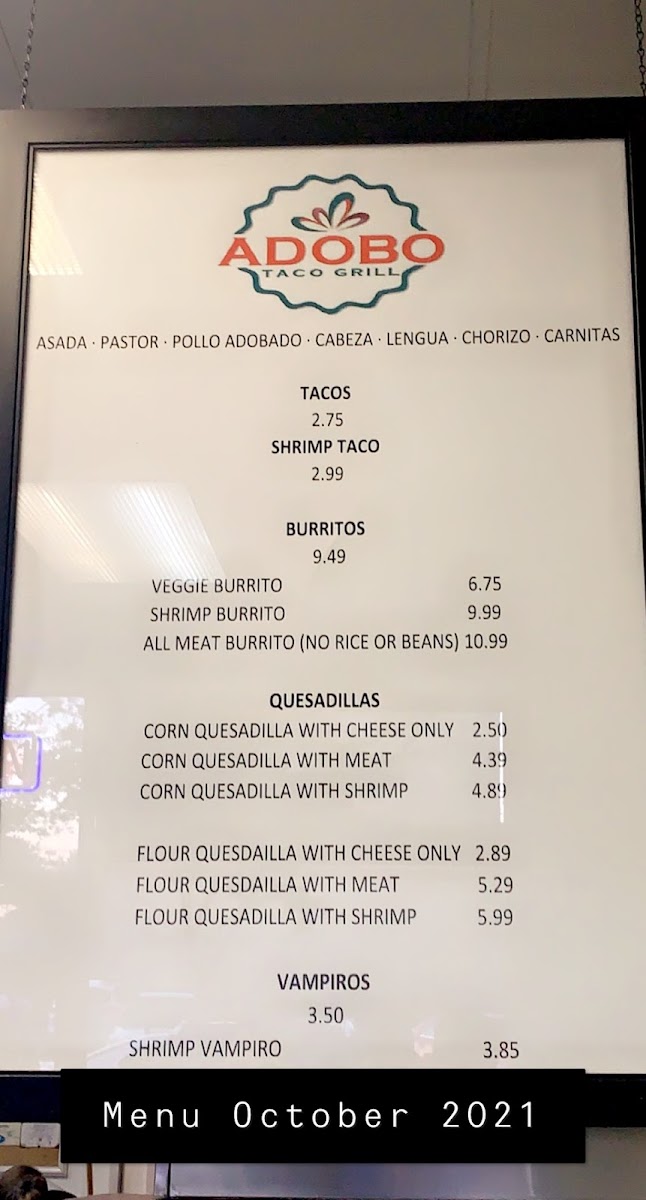 ADOBO
TACO GRILL
ASADA · PASTOR · POLLO ADOBADO · CABEZA · LENGUA · CHORIZO · CARNITAS
TACOS
2.75
SHRIMP TACO
2.99
BURRITOS
9.49
VEGGIE BURRITO 6.75
SHRIMP BURRITO 9.99
ALL MEAT BURRITO (NO RICE OR BEANS) 10.99
QUESADILLAS
CORN QUESADILLA WITH CHEESE ONLY 2.50
CORN QUESADILLA WITH MEAT 4.39
CORN QUESADILLA WITH SHRIMP 4.89
FLOUR QUESDAILLA WITH CHEESE ONLY 2.89
FLOUR QUESDAILLA WITH MEAT 5.29
FLOUR QUESADILLA WITH SHRIMP 5.99
VAMPIROS
3.50
SHRIMP VAMPIRO 3.85
Menu October 2021